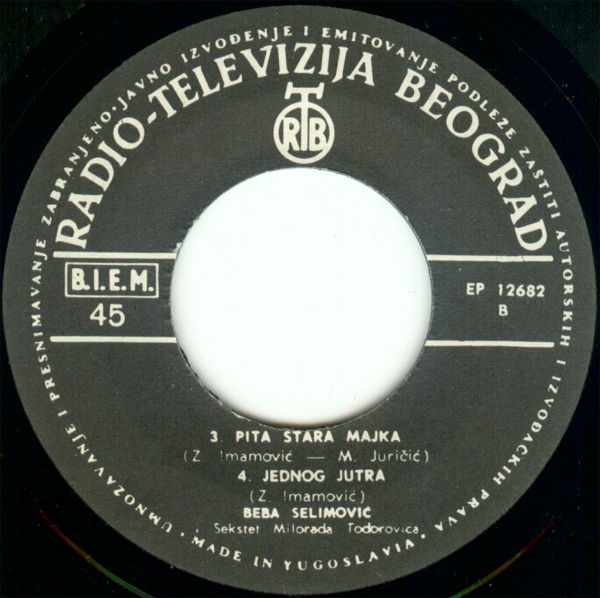 UMNOŽAVANJE I PRESNIMAVANJE ZABRANJENO·JAVNO IZVOĐENJE I EMITOVANJE PODLEŽE ZAŠTITI AUTORSKIH I IZVOĐAČKIH PRAVA
RADIO-TELEVIZIJA BEOGRAD
RTB
B.I.E.M.
45
EP 12682
B
3. PITA STARA MAJKA
(Z. Imamović — M. Juričić)
4. JEDNOG JUTRA
(Z. Imamović)
BEBA SELIMOVIĆ
i Sekstet Milorada Todorovića
· MADE IN YUGOSLAVIA ·